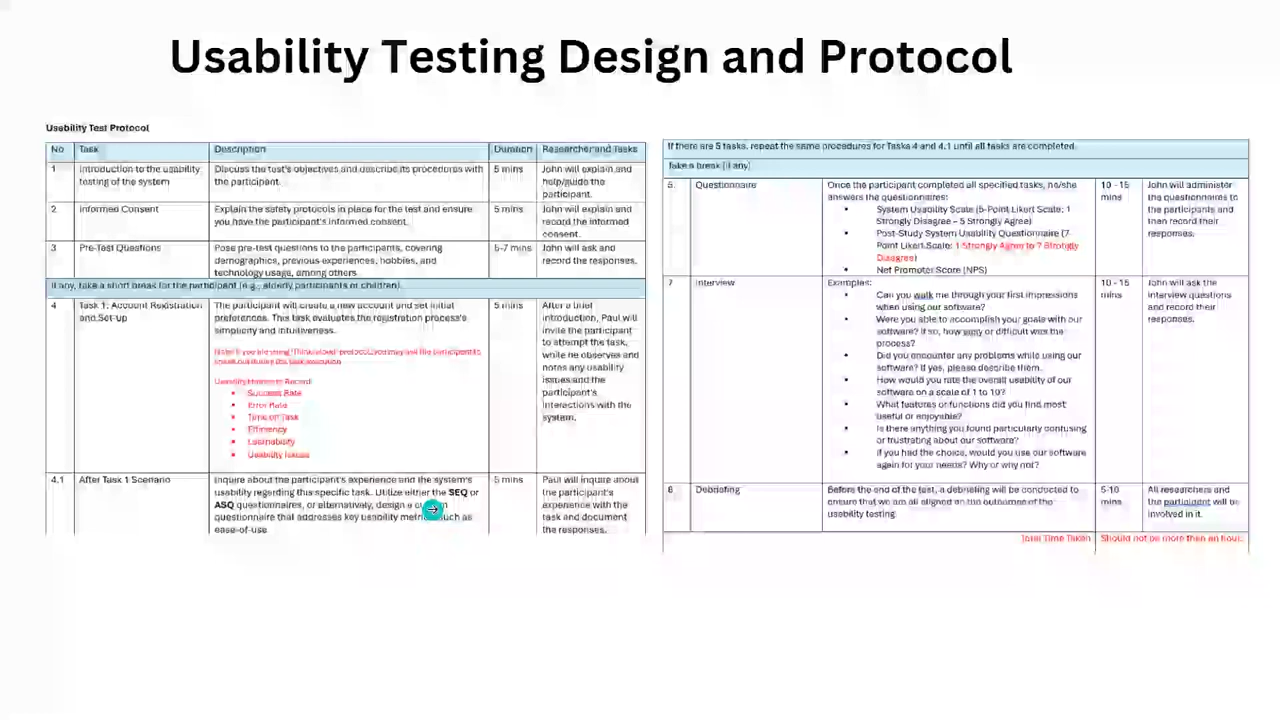 Usability Testing Design and Protocol
Usability Test Protocol
No Task Description Duration Researcher and Tasks
1 Introduction to the usability testing of the system
Discuss the test's objectives and describe its procedures with the participant.
5 mins
John will explain and help/guide the participant.
2 Informed Consent
Explain the safety protocols in place for the test and ensure you have the participant's informed consent.
5 mins
John will explain and record the informed consent.
3 Pre-Test Questions
Pose pre-test questions to the participants, covering demographics, previous experiences, hobbies, and technology usage, among others
5-7 mins
John will ask and record the responses.
If any, take a short break for the participant (e.g., elderly participants or children).
4 Task 1: Account Registration and Set-up
The participant will create a new account and set initial preferences. This task evaluates the registration process's simplicity and intuitiveness.
Note: If you are using 'Think aloud' protocol, you may ask the participant to speak out during the task execution
Usability Metrics to Record:
• Success Rate
• Error Rate
• Time on Task
• Efficiency
• Learnability
• Usability Issues
5 mins
After a brief introduction, Paul will invite the participant to attempt the task, while he observes and notes any usability issues and the participant's interactions with the system.
4.1 After Task 1 Scenario
Inquire about the participant's experience and the system's usability regarding this specific task. Utilize either the SEQ or ASQ questionnaires, or alternatively, design a questionnaire that addresses key usability such as ease-of-use
5 mins
Paul will inquire about the participant's experience with the task and document the responses.
If there are 5 tasks, repeat the same procedures for Tasks 4 and 4.1 until all tasks are completed.
Take a break (if any)
5. Questionnaire
Once the participant completed all specified tasks, he/she answers the questionnaires:
• System Usability Scale (5-Point Likert Scale: 1 Strongly Disagree – 5 Strongly Agree)
• Post-Study System Usability Questionnaire (7 Point Likert Scale: 1 Strongly Agree to 7 Strongly Disagree)
• Net Promoter Score (NPS)
10 - 15 mins
John will administer the questionnaires to the participants and then record their responses.
7 Interview
Examples:
• Can you walk me through your first impressions when using our software?
• Were you able to accomplish your goals with our software? If so, how easy or difficult was the process?
• Did you encounter any problems while using our software? If yes, please describe them.
• How would you rate the overall usability of our software on a scale of 1 to 10?
• What features or functions did you find most useful or enjoyable?
• Is there anything you found particularly confusing or frustrating about our software?
• If you had the choice, would you use our software again for your needs? Why or why not?
10 - 15 mins
John will ask the interview questions and record their responses.
Debriefing
Before the end of the test, a debriefing will be conducted to ensure that we are all aligned on the outcomes of the usability testing
5-10 mins
All researchers and the participant will be involved in it.
Total Time Taken
Should not be more than an hour.